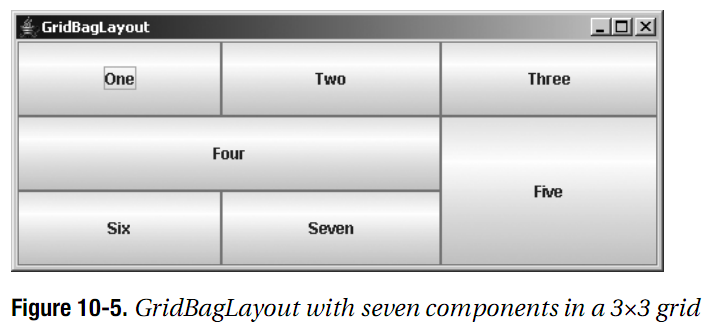 GridBagLayout
One Two Three
Four
Five
Six Seven
Figure 10-5. GridBagLayout with seven components in a 3×3 grid